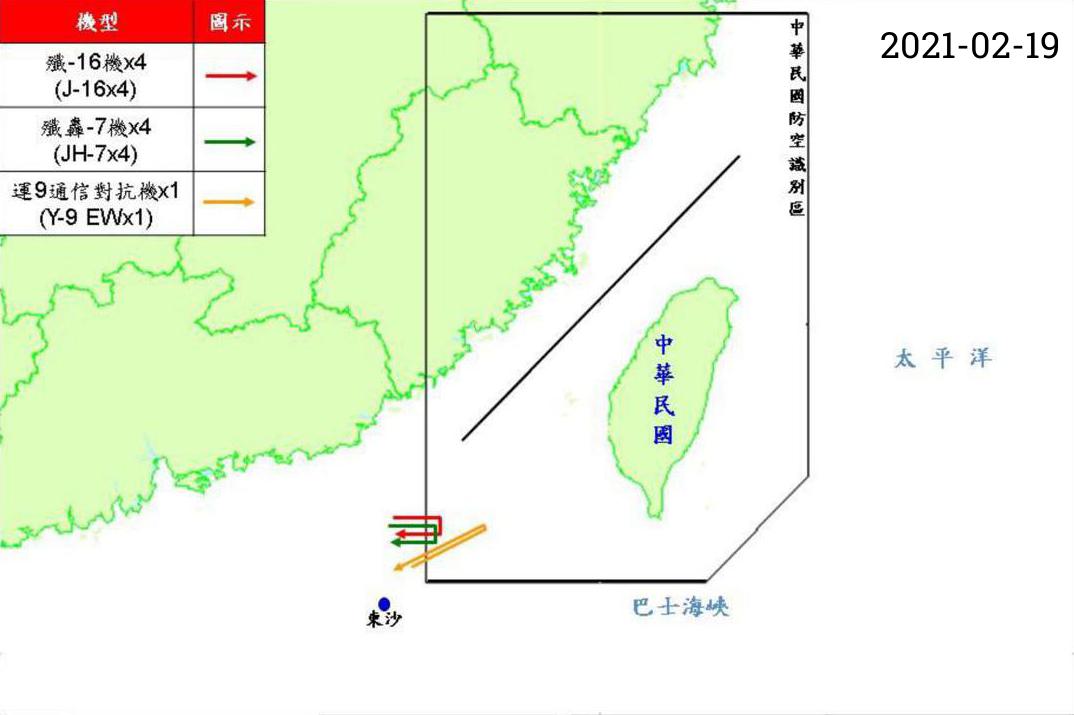 機型 圖示
殲-16機x4
(J-16x4)
殲轟-7機x4
(JH-7x4)
運9通信對抗機x1
(Y-9 EWx1)
中華民國防空識別區
2021-02-19
中華民國
太平洋
巴士海峽
東沙